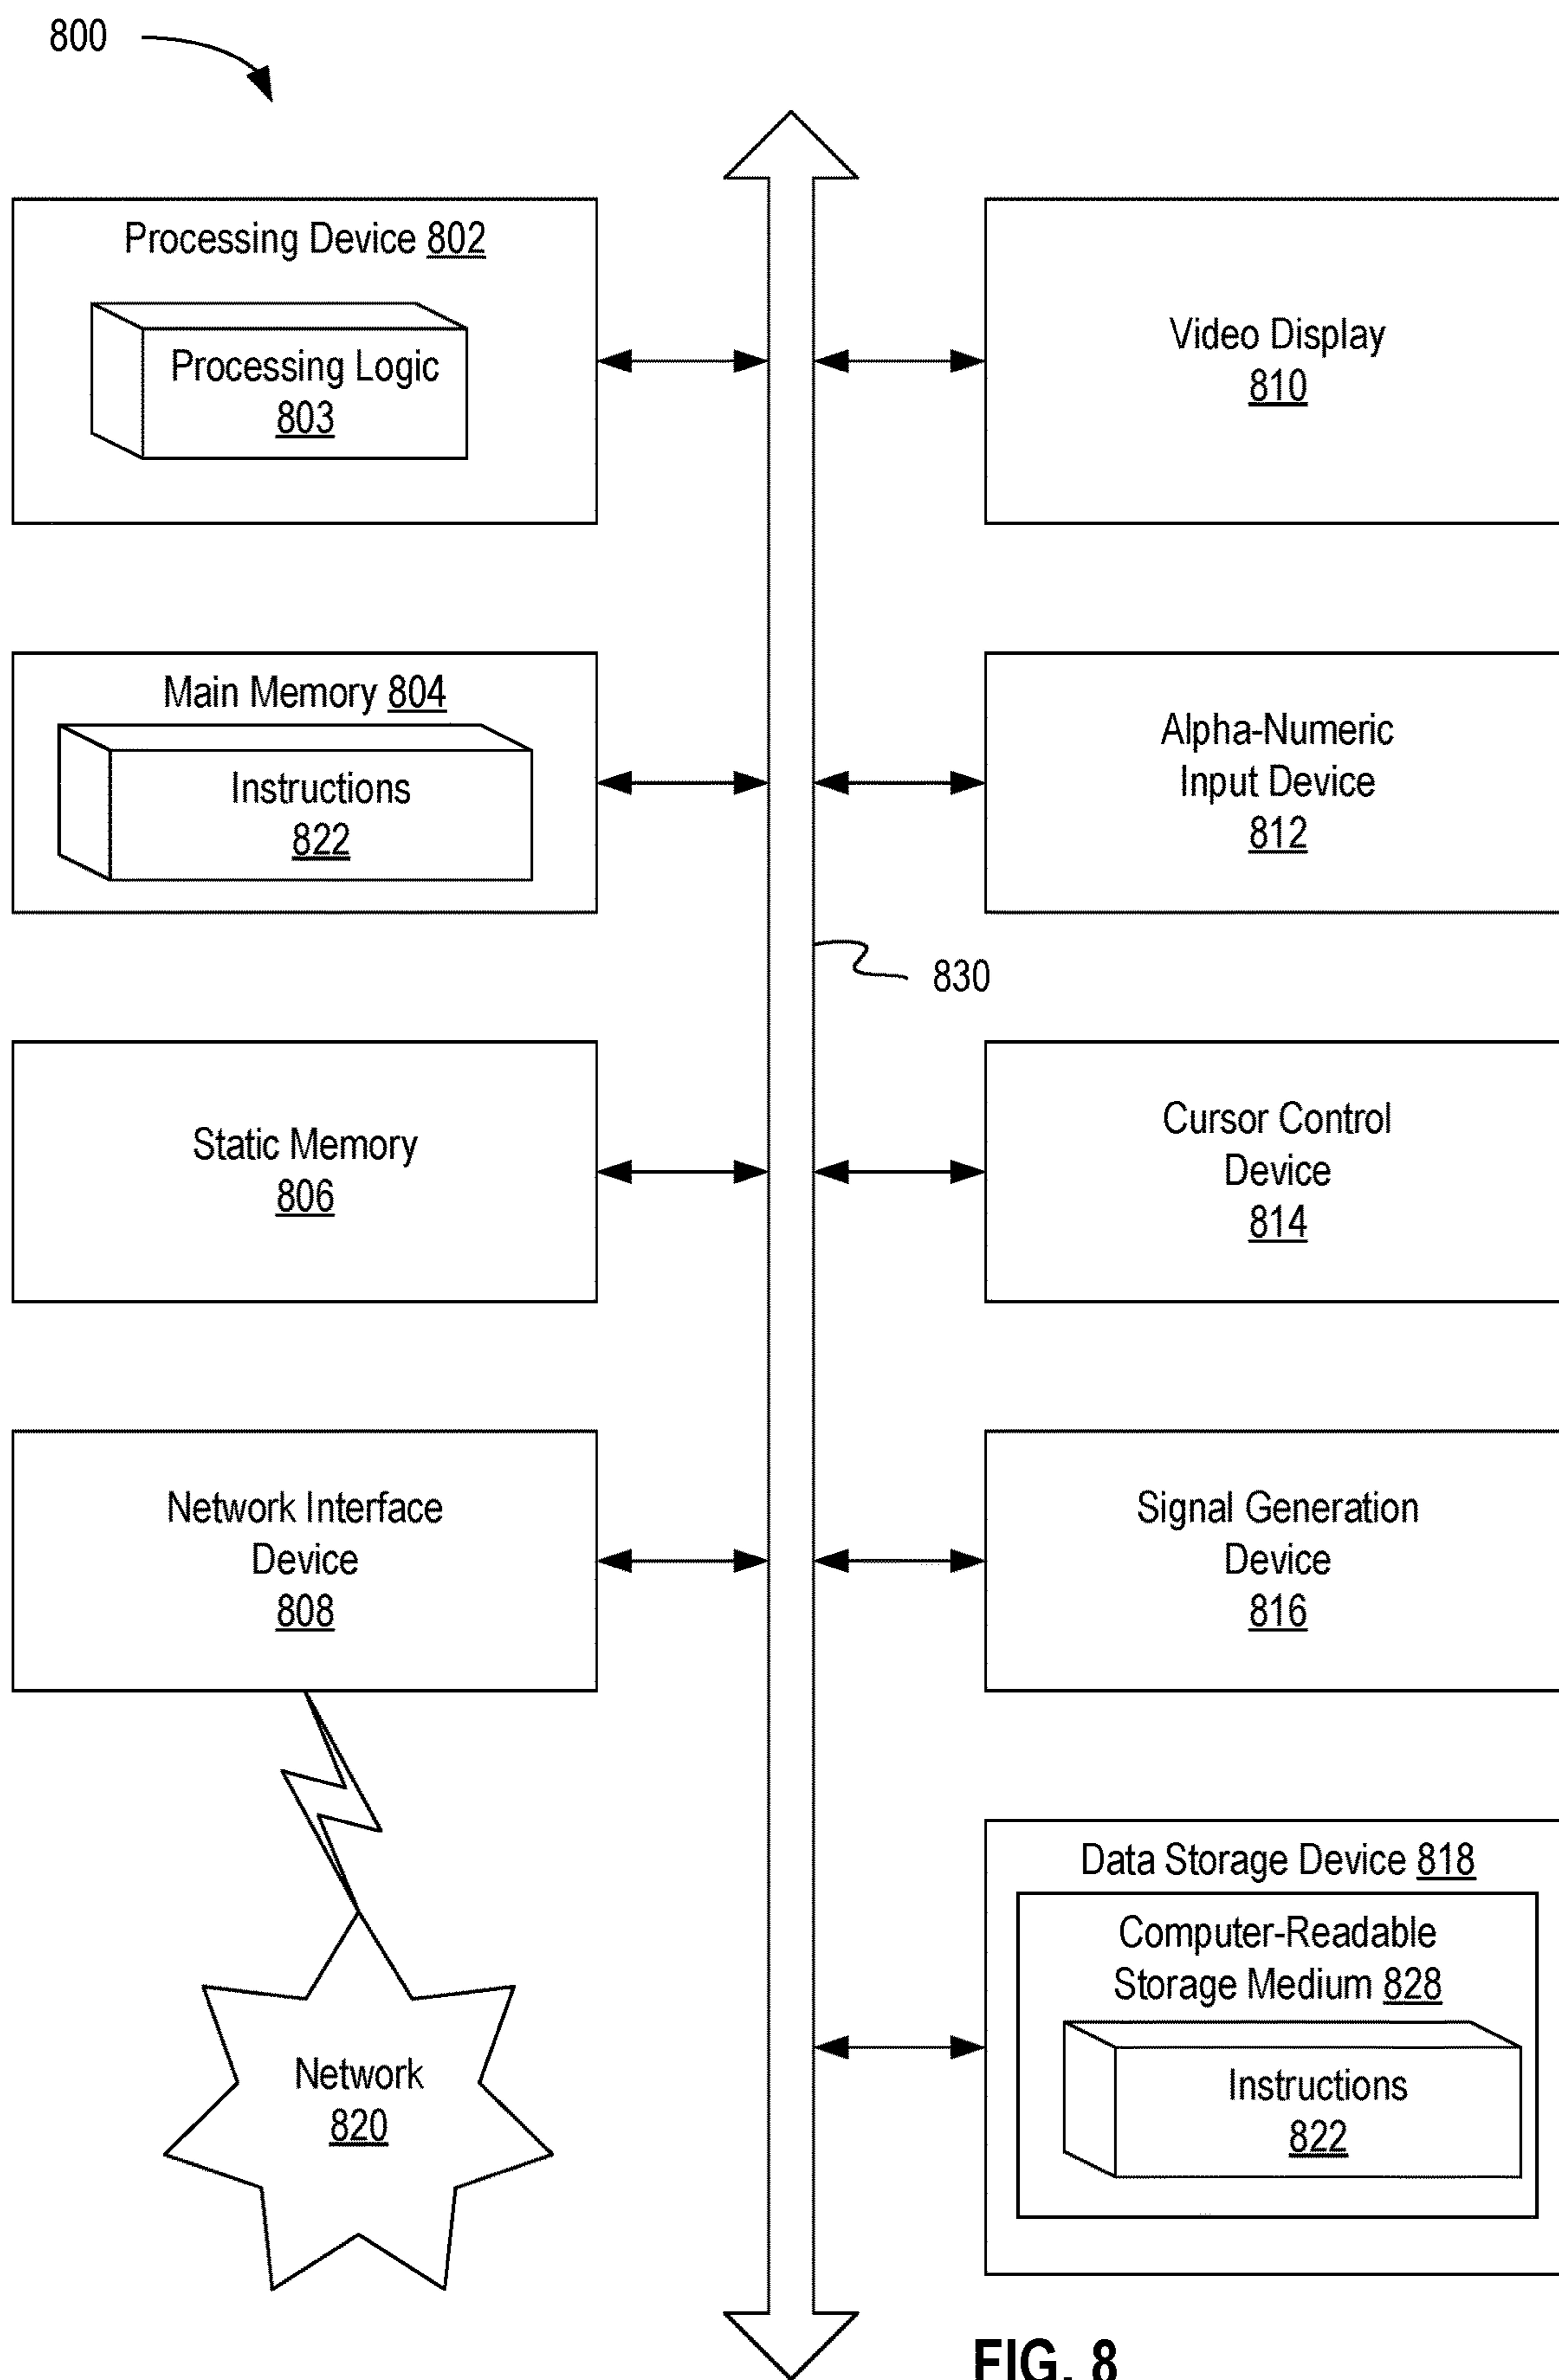 800
Processing Device 802
Processing Logic
803
Video Display
810
Main Memory 804
Instructions
822
Alpha-Numeric
Input Device
812
830
Static Memory
806
Cursor Control
Device
814
Network Interface
Device
808
Signal Generation
Device
816
Data Storage Device 818
Computer-Readable
Storage Medium 828
Instructions
822
Network
820
FIG. 8